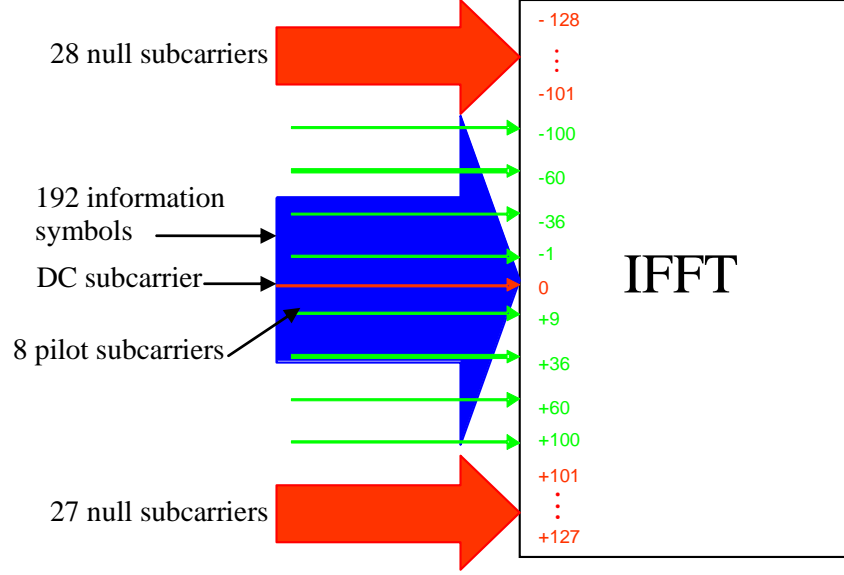 28 null subcarriers
192 information
symbols
DC subcarrier
8 pilot subcarriers
27 null subcarriers
- 128
⋮
-101
-100
-60
-36
-1
0
+9
+36
+60
+100
+101
⋮
+127
IFFT